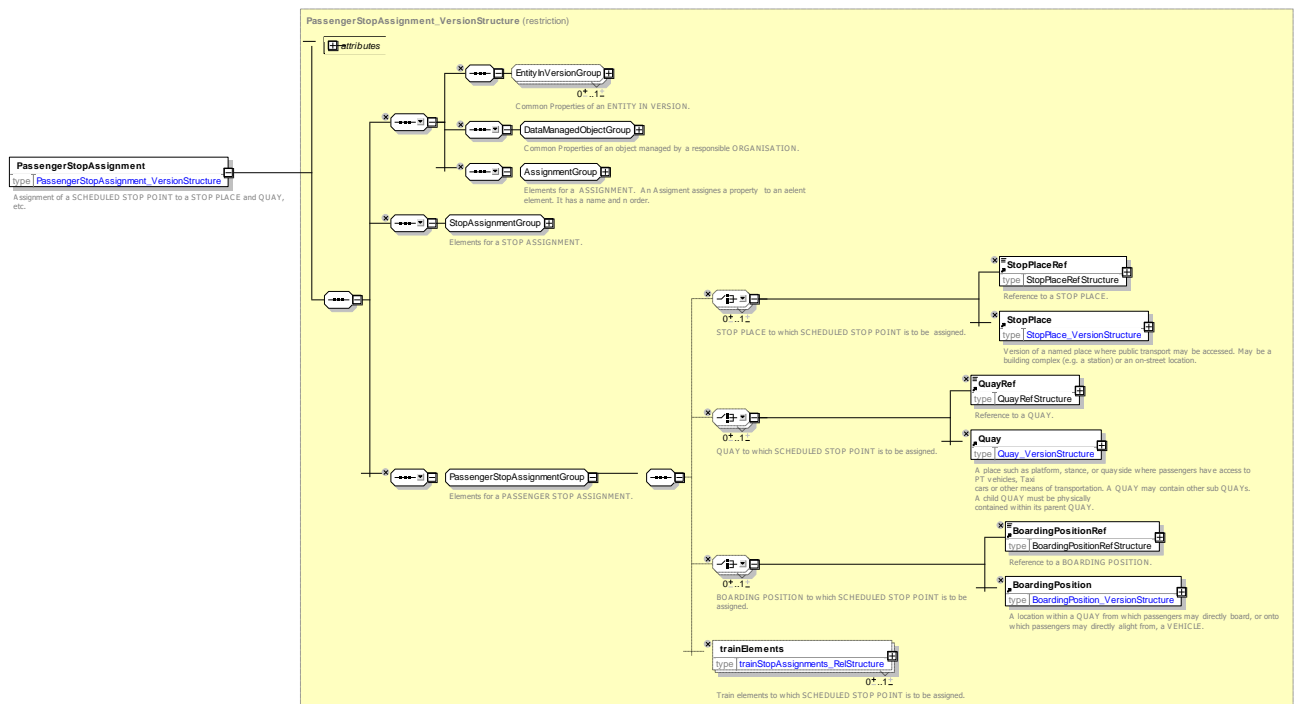 PassengerStopAssignment_VersionStructure (restriction)
attributes
EntityInVersionGroup
0..1
Common Properties of an ENTITY IN VERSION.
DataManagedObjectGroup
Common Properties of an object managed by a responsible ORGANISATION.
PassengerStopAssignment
type PassengerStopAssignment_VersionStructure
Assignment of a SCHEDULED STOP POINT to a STOP PLACE and QUAY,
etc.
AssignmentGroup
Elements for a ASSIGNMENT. An Assigment assignes a property to an aelent
element. It has a name and n order.
StopAssignmentGroup
Elements for a STOP ASSIGNMENT.
StopPlaceRef
type StopPlaceRefStructure
Reference to a STOP PLACE.
0..1
STOP PLACE to which SCHEDULED STOP POINT is to be assigned.
StopPlace
type StopPlace_VersionStructure
Version of a named place where public transport may be accessed. May be a
building complex (e.g. a station) or an on-street location.
QuayRef
type QuayRefStructure
Reference to a QUAY.
0..1
QUAY to which SCHEDULED STOP POINT is to be assigned.
Quay
type Quay_VersionStructure
A place such as platform, stance, or quayside where passengers have access to
PT vehicles, Taxi
cars or other means of transportation. A QUAY may contain other sub QUAYs.
A child QUAY must be physically
contained within its parent QUAY.
PassengerStopAssignmentGroup
Elements for a PASSENGER STOP ASSIGNMENT.
BoardingPositionRef
type BoardingPositionRefStructure
Reference to a BOARDING POSITION.
0..1
BOARDING POSITION to which SCHEDULED STOP POINT is to be
assigned.
BoardingPosition
type BoardingPosition_VersionStructure
A location within a QUAY from which passengers may directly board, or onto
which passengers may directly alight from, a VEHICLE.
trainElements
type trainStopAssignments_RelStructure
0..1
Train elements to which SCHEDULED STOP POINT is to be assigned.